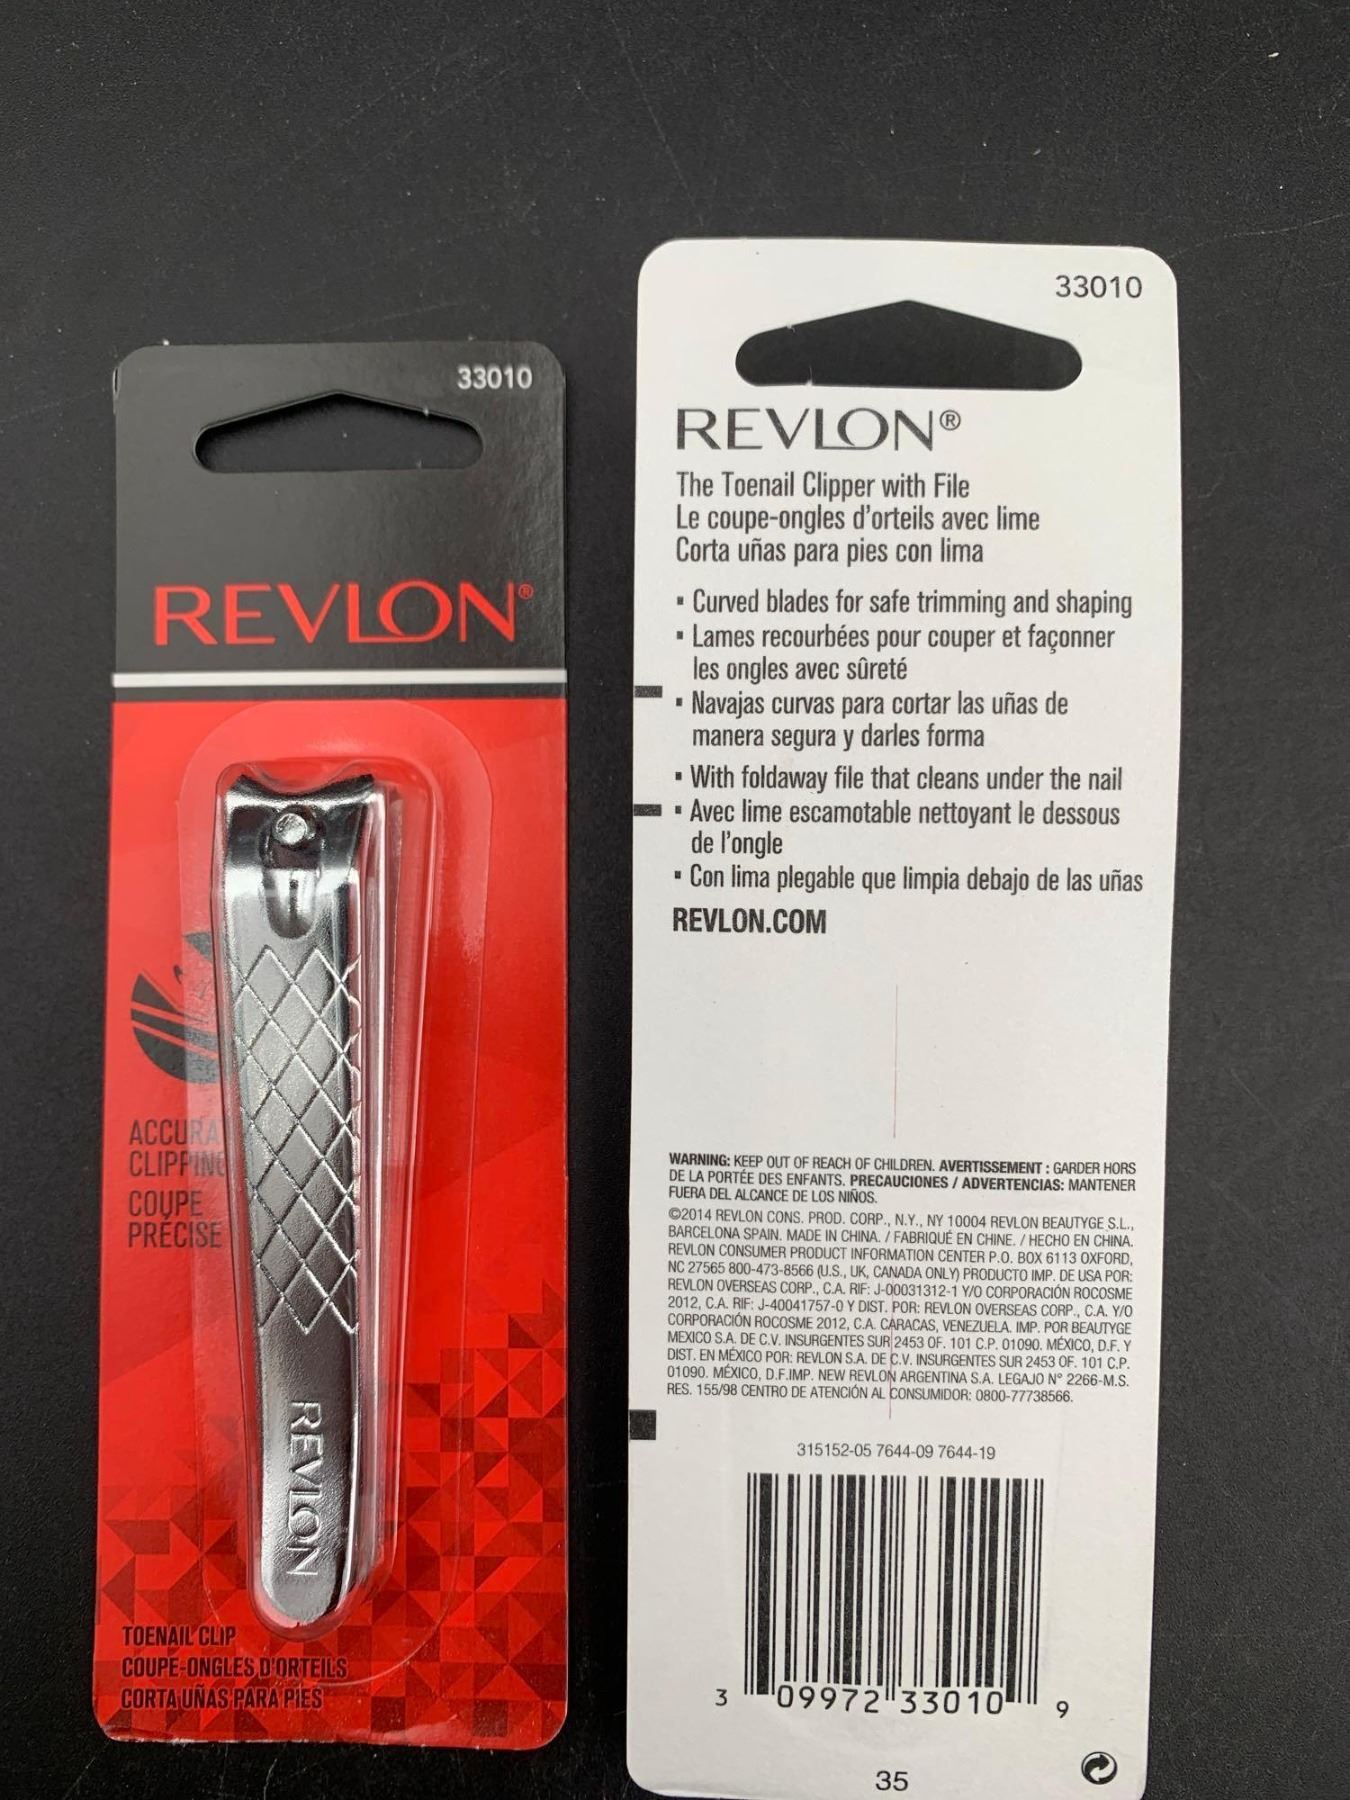 33010
REVLON®
ACCURA
CLIPPING
COUPE
PRÉCISE
REVLON
TOENAIL CLIP
COUPE-ONGLES D'ORTEILS
CORTA UÑAS PARA PIES
33010
REVLON®
The Toenail Clipper with File
Le coupe-ongles d'orteils avec lime
Corta uñas para pies con lima
▪ Curved blades for safe trimming and shaping
▪ Lames recourbées pour couper et façonner
les ongles avec sûreté
▪ Navajas curvas para cortar las uñas de
manera segura y darles forma
▪ With foldaway file that cleans under the nail
▪ Avec lime escamotable nettoyant le dessous
de l'ongle
▪ Con lima plegable que limpia debajo de las uñas
REVLON.COM
WARNING: KEEP OUT OF REACH OF CHILDREN. AVERTISSEMENT : GARDER HORS
DE LA PORTÉE DES ENFANTS. PRECAUCIONES / ADVERTENCIAS: MANTENER
FUERA DEL ALCANCE DE LOS NIÑOS.
©2014 REVLON CONS. PROD. CORP., N.Y., NY 10004 REVLON BEAUTYGE S.L.,
BARCELONA SPAIN. MADE IN CHINA. / FABRIQUÉ EN CHINE. / HECHO EN CHINA.
REVLON CONSUMER PRODUCT INFORMATION CENTER P.O. BOX 6113 OXFORD,
NC 27565 800-473-8566 (U.S., UK, CANADA ONLY) PRODUCTO IMP. DE USA POR:
REVLON OVERSEAS CORP., C.A. RIF: J-00031312-1 Y/O CORPORACIÓN ROCOSME
2012, C.A. RIF: J-40041757-0 Y DIST. POR: REVLON OVERSEAS CORP., C.A. Y/O
CORPORACIÓN ROCOSME 2012, C.A. CARACAS, VENEZUELA. IMP. POR BEAUTYGE
MEXICO S.A. DE C.V. INSURGENTES SUR 2453 OF. 101 C.P. 01090. MÉXICO, D.F. Y
DIST. EN MÉXICO POR: REVLON S.A. DE C.V. INSURGENTES SUR 2453 OF. 101 C.P.
01090. MÉXICO, D.F.IMP. NEW REVLON ARGENTINA S.A. LEGAJO N° 2266-M.S.
RES. 155/98 CENTRO DE ATENCIÓN AL CONSUMIDOR: 0800-77738566.
315152-05 7644-09 7644-19
3 09972 33010 9
35